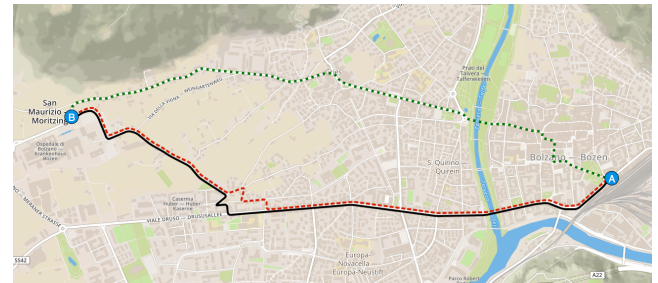 Prati del
Talvera —
Talferwiesen
WEINGARTENWEG
VIA DELLA VIGNA —
San
Maurizio —
Moritzing
B
Ospedale di
Bolzano —
Krankenhaus
Bozen
S. Quirino —
Quirein
Bolzano — Bozen
A
Caserma
Huber — Huber
Kaserne
MERANER STRASSE
VIALE DRUSO — DRUSUSALLEE
Europa-
Novacella —
Europa-Neustift
SS42
A22
Parco Robert